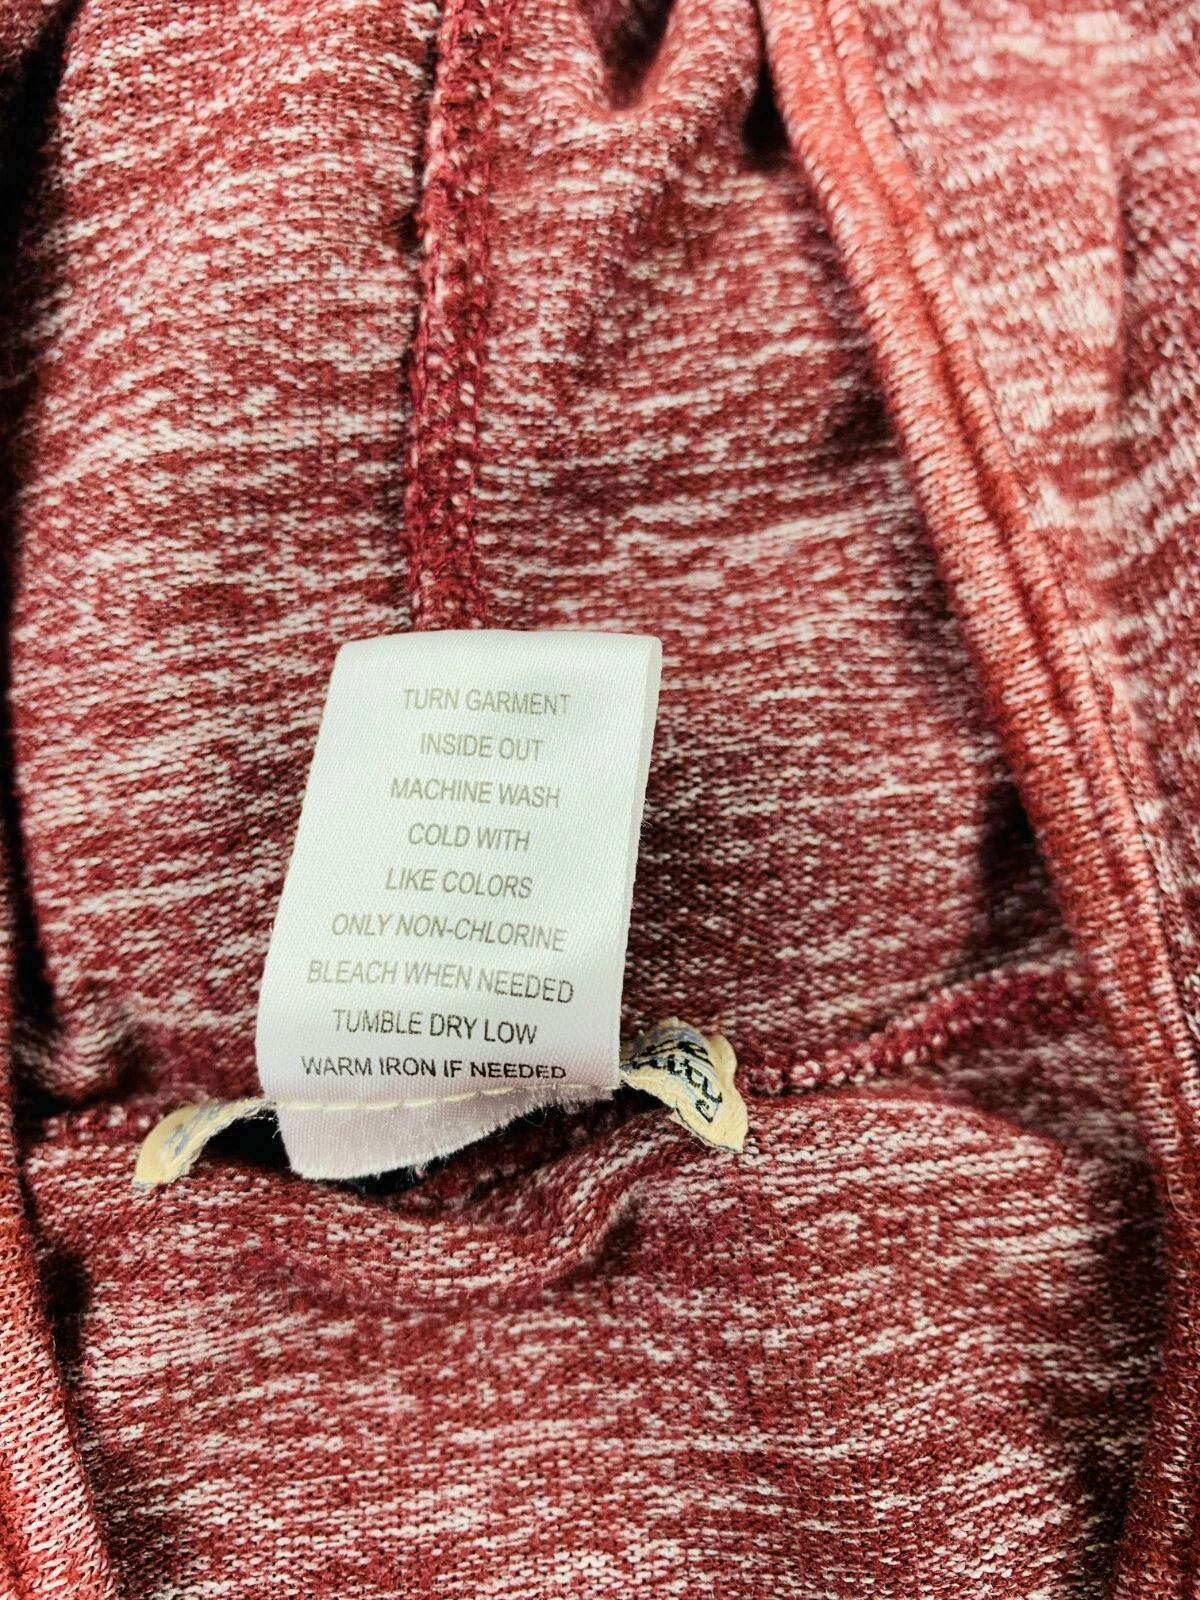 TURN GARMENT
INSIDE OUT
MACHINE WASH
COLD WITH
LIKE COLORS
ONLY NON-CHLORINE
BLEACH WHEN NEEDED
TUMBLE DRY LOW
WARM IRON IF NEEDED